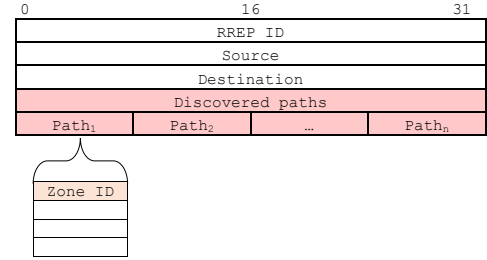 0 16 31
RREP ID
Source
Destination
Discovered paths
Path₁ Path₂ … Pathₙ
Zone ID